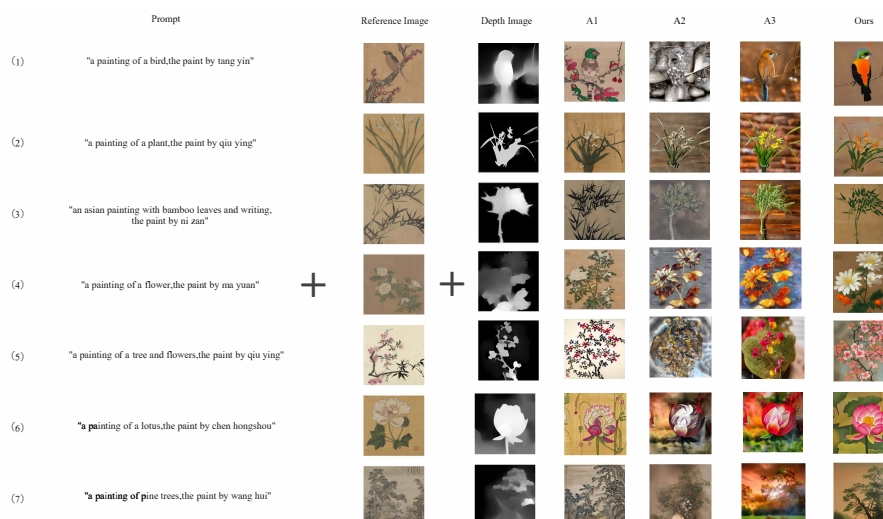 Prompt Reference Image Depth Image A1 A2 A3 Ours
(1) "a painting of a bird,the paint by tang yin"
(2) "a painting of a plant,the paint by qiu ying"
(3) "an asian painting with bamboo leaves and writing,
the paint by ni zan"
(4) "a painting of a flower,the paint by ma yuan"
(5) "a painting of a tree and flowers,the paint by qiu ying"
(6) "a painting of a lotus,the paint by chen hongshou"
(7) "a painting of pine trees,the paint by wang hui"